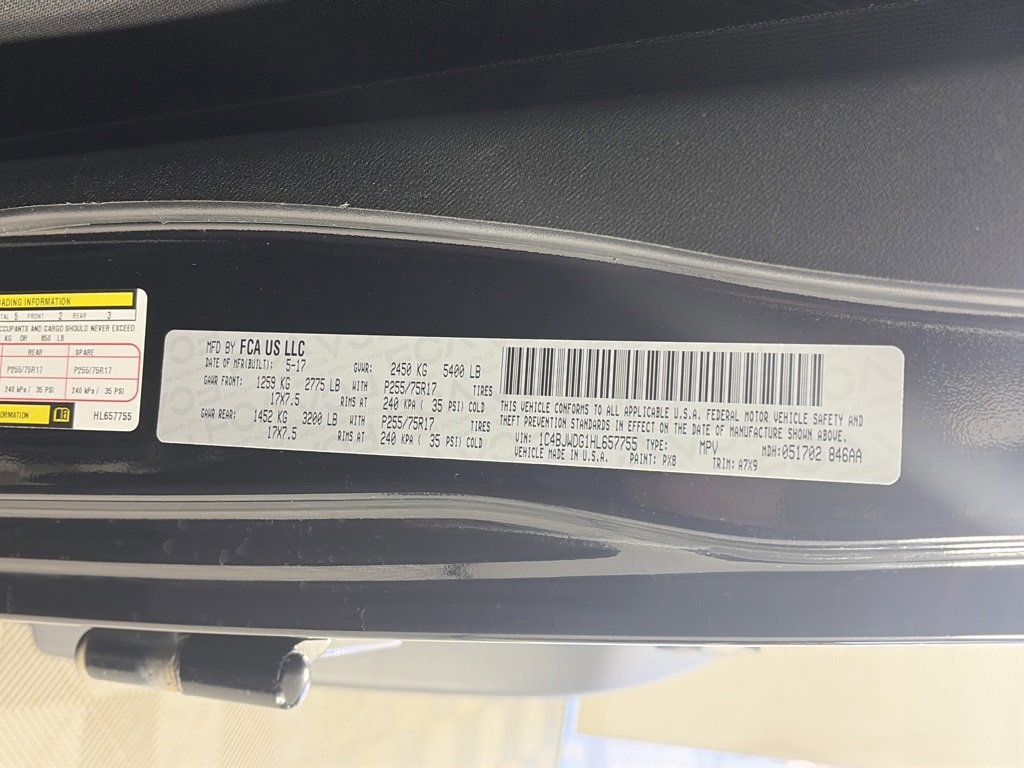 ADING INFORMATION
TAL 5 FRONT 2 REAR 3
CCUPANTS AND CARGO SHOULD NEVER EXCEED
KG OR 850 LB
REAR SPARE
P255/75R17 P255/75R17
240 kPa/ 35 PSI 240 kPa/ 35 PSI
FORMATION HL657755
MFD BY FCA US LLC
DATE OF MFR(BUILT): 5-17 GVWR: 2450 KG 5400 LB
GAWR FRONT: 1259 KG 2775 LB WITH P255/75R17 TIRES
17X7.5 RIMS AT 240 KPA ( 35 PSI) COLD
GAWR REAR: 1452 KG 3200 LB WITH P255/75R17 TIRES
17X7.5 RIMS AT 240 KPA ( 35 PSI) COLD
THIS VEHICLE CONFORMS TO ALL APPLICABLE U.S.A. FEDERAL MOTOR VEHICLE SAFETY AND
THEFT PREVENTION STANDARDS IN EFFECT ON THE DATE OF MANUFACTURE SHOWN ABOVE.
VIN: 1C4BJWDG1HL657755 TYPE: MPV MDH:051702 846AA
VEHICLE MADE IN U.S.A. PAINT: PX8 TRIM: A7X9